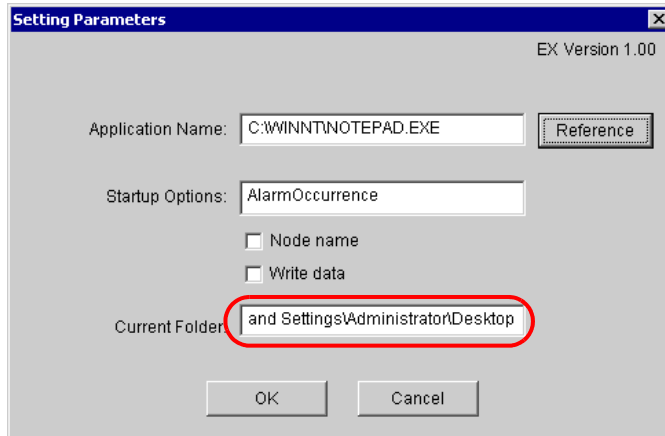 Setting Parameters
EX Version 1.00
Application Name: C:\WINNT\NOTEPAD.EXE Reference
Startup Options: AlarmOccurrence
Node name
Write data
Current Folder: and Settings\Administrator\Desktop
OK Cancel